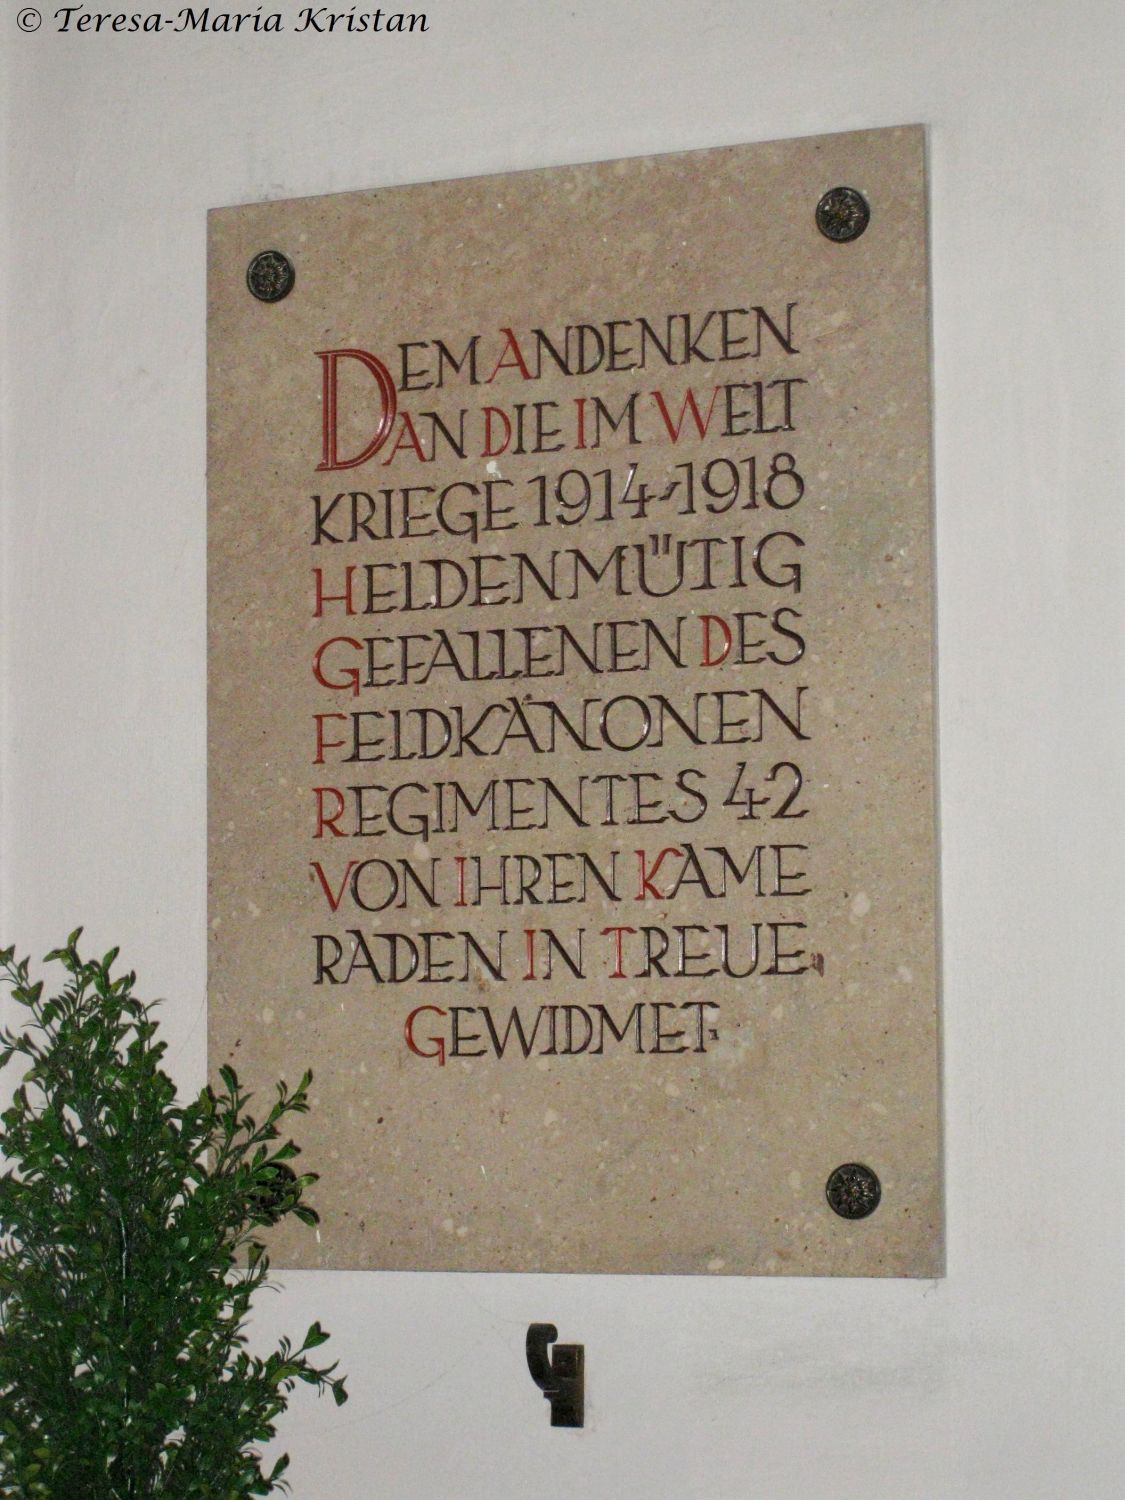 © Teresa-Maria Kristan
DEM ANDENKEN
AN DIE IM WELT
KRIEGE 1914-1918
HELDENMÜTIG
GEFALLENEN DES
FELDKÄNONEN
REGIMENTES 42
VON IHREN KAME
RADEN IN TREUE
GEWIDMET.